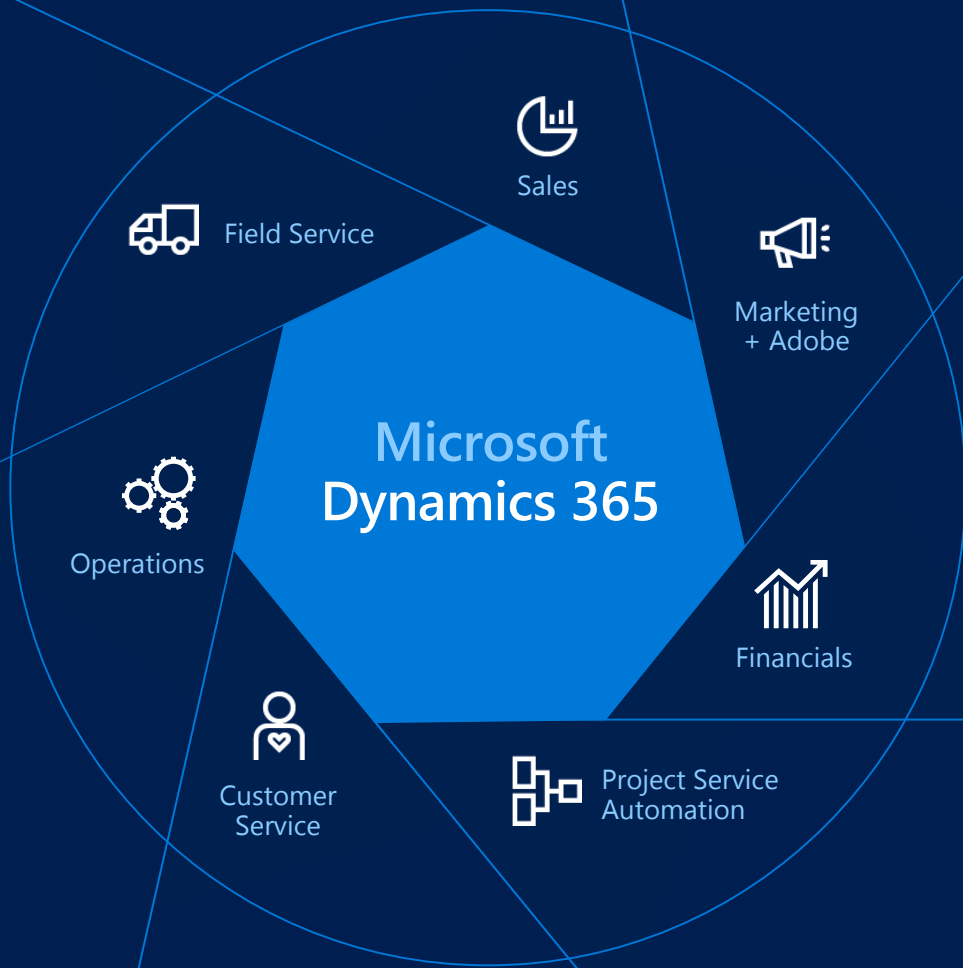 Sales
Field Service
Marketing
+ Adobe
Microsoft
Dynamics 365
Operations
Financials
Customer
Service
Project Service
Automation